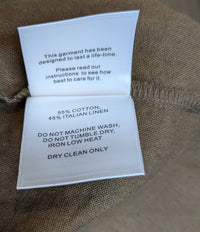 This garment has been
designed to last a life-time.
Please read our
instructions to see how
best to care for it.
55% COTTON,
45% ITALIAN LINEN
DO NOT MACHINE WASH,
DO NOT TUMBLE DRY,
IRON LOW HEAT
DRY CLEAN ONLY